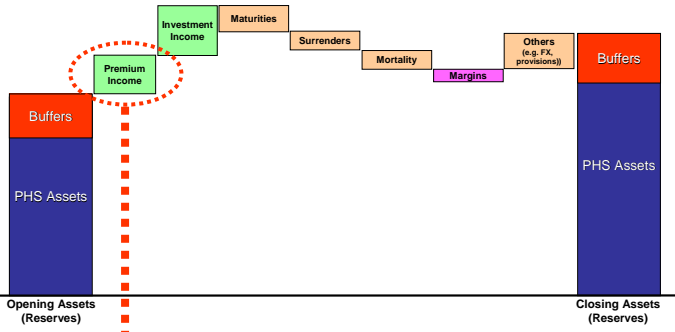 Investment
Income
Maturities
Surrenders
Mortality
Margins
Others
(e.g. FX,
provisions))
Premium
Income
Buffers
PHS Assets
Buffers
PHS Assets
Opening Assets
(Reserves)
Closing Assets
(Reserves)